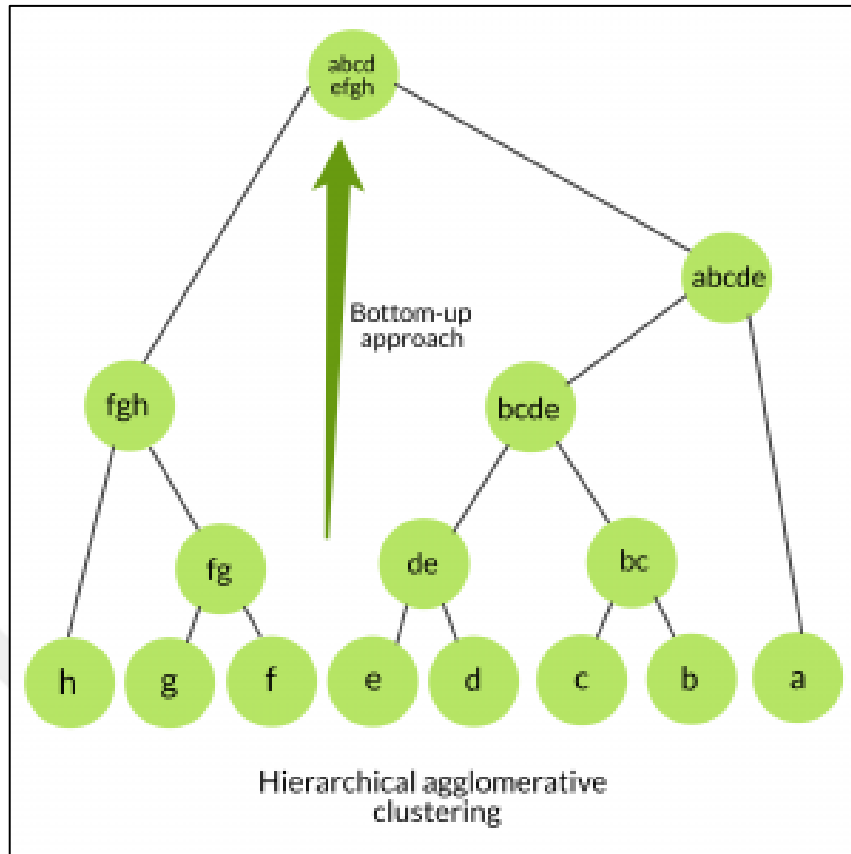 abcd
efgh
abcde
Bottom-up
approach
fgh
bcde
fg
de
bc
h
g
f
e
d
c
b
a
Hierarchical agglomerative
clustering